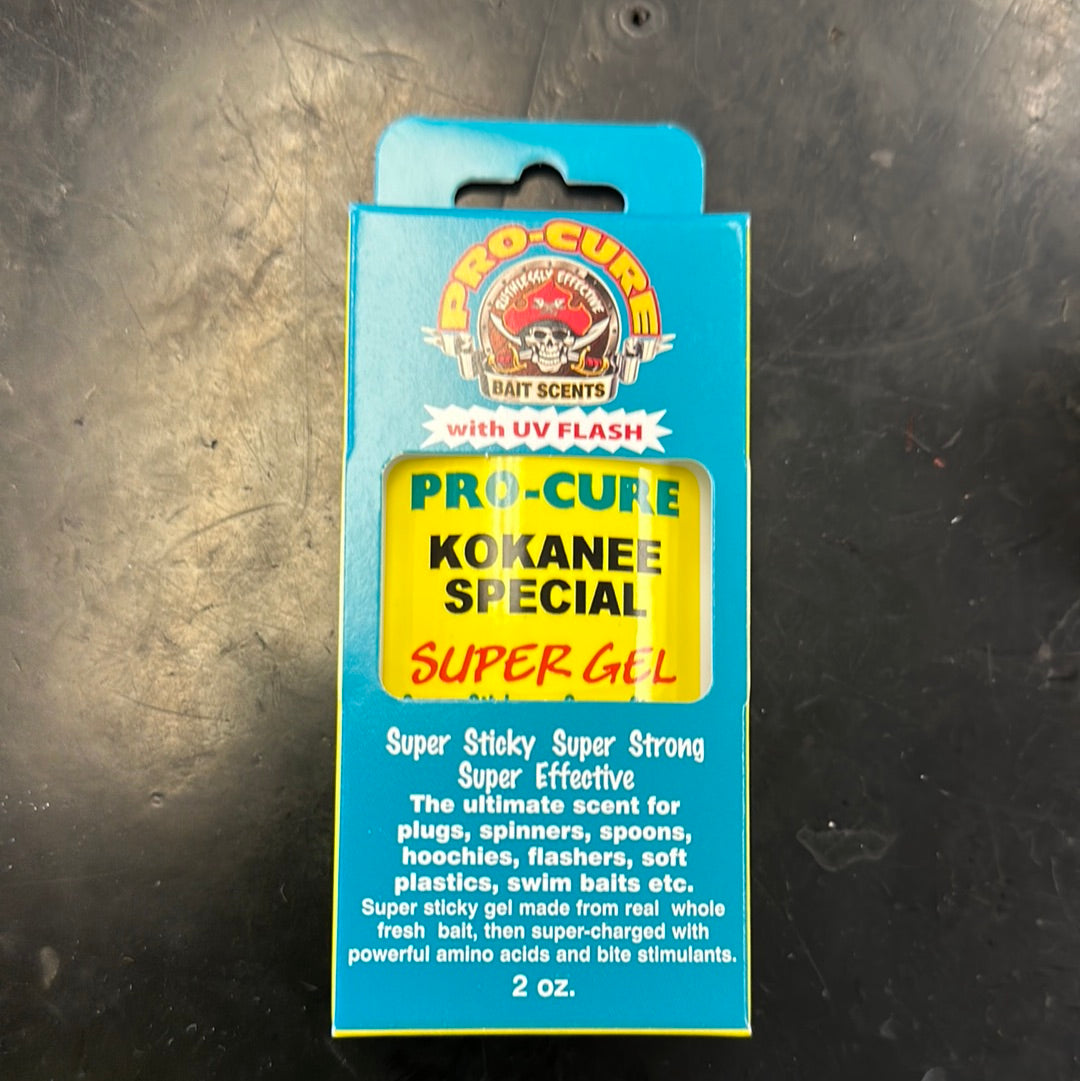 PRO-CURE
RUTHLESSLY EFFECTIVE
BAIT SCENTS
with UV FLASH
PRO-CURE
KOKANEE
SPECIAL
SUPER GEL
Super Sticky Super Strong
Super Effective
The ultimate scent for
plugs, spinners, spoons,
hoochies, flashers, soft
plastics, swim baits etc.
Super sticky gel made from real whole
fresh bait, then super-charged with
powerful amino acids and bite stimulants.
2 oz.